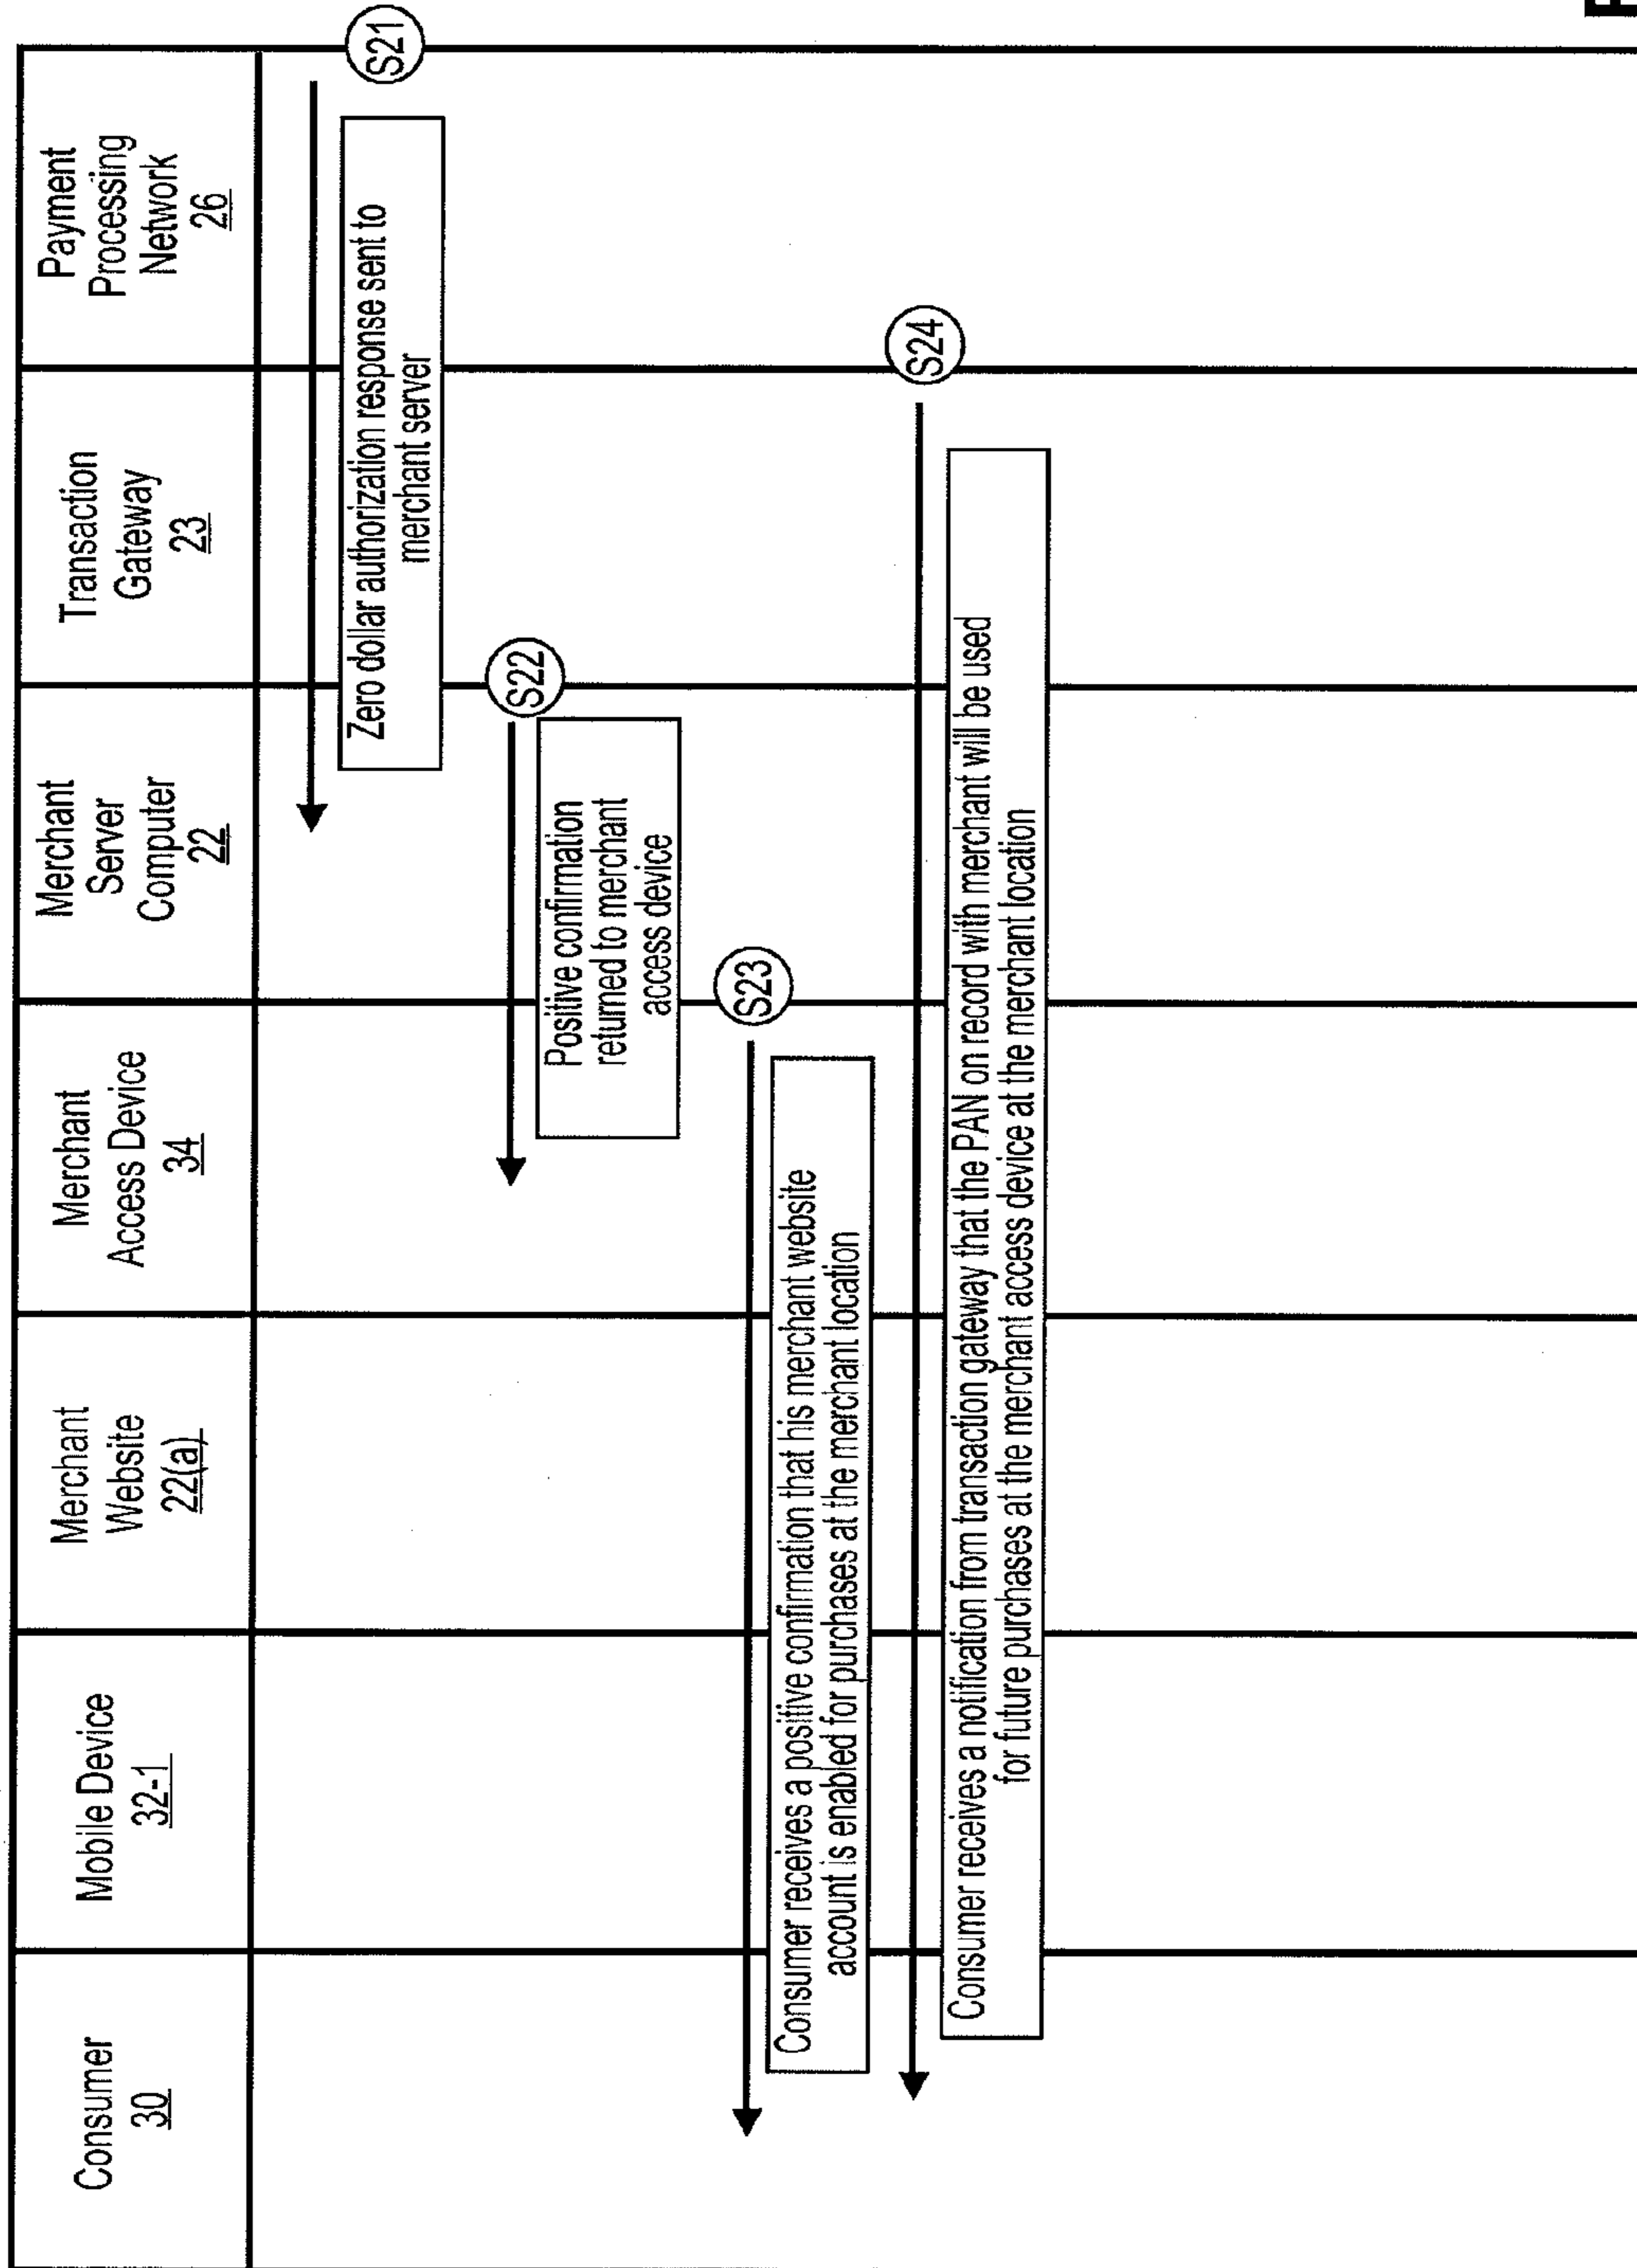 Consumer
30
Mobile Device
32-1
Merchant
Website
22(a)
Merchant
Access Device
34
Merchant
Server
Computer
22
Transaction
Gateway
23
Payment
Processing
Network
26
S21
Zero dollar authorization response sent to
merchant server
S22
Positive confirmation
returned to merchant
access device
S23
Consumer receives a positive confirmation that his merchant website
account is enabled for purchases at the merchant location
S24
Consumer receives a notification from transaction gateway that the PAN on record with merchant will be used
for future purchases at the merchant access device at the merchant location